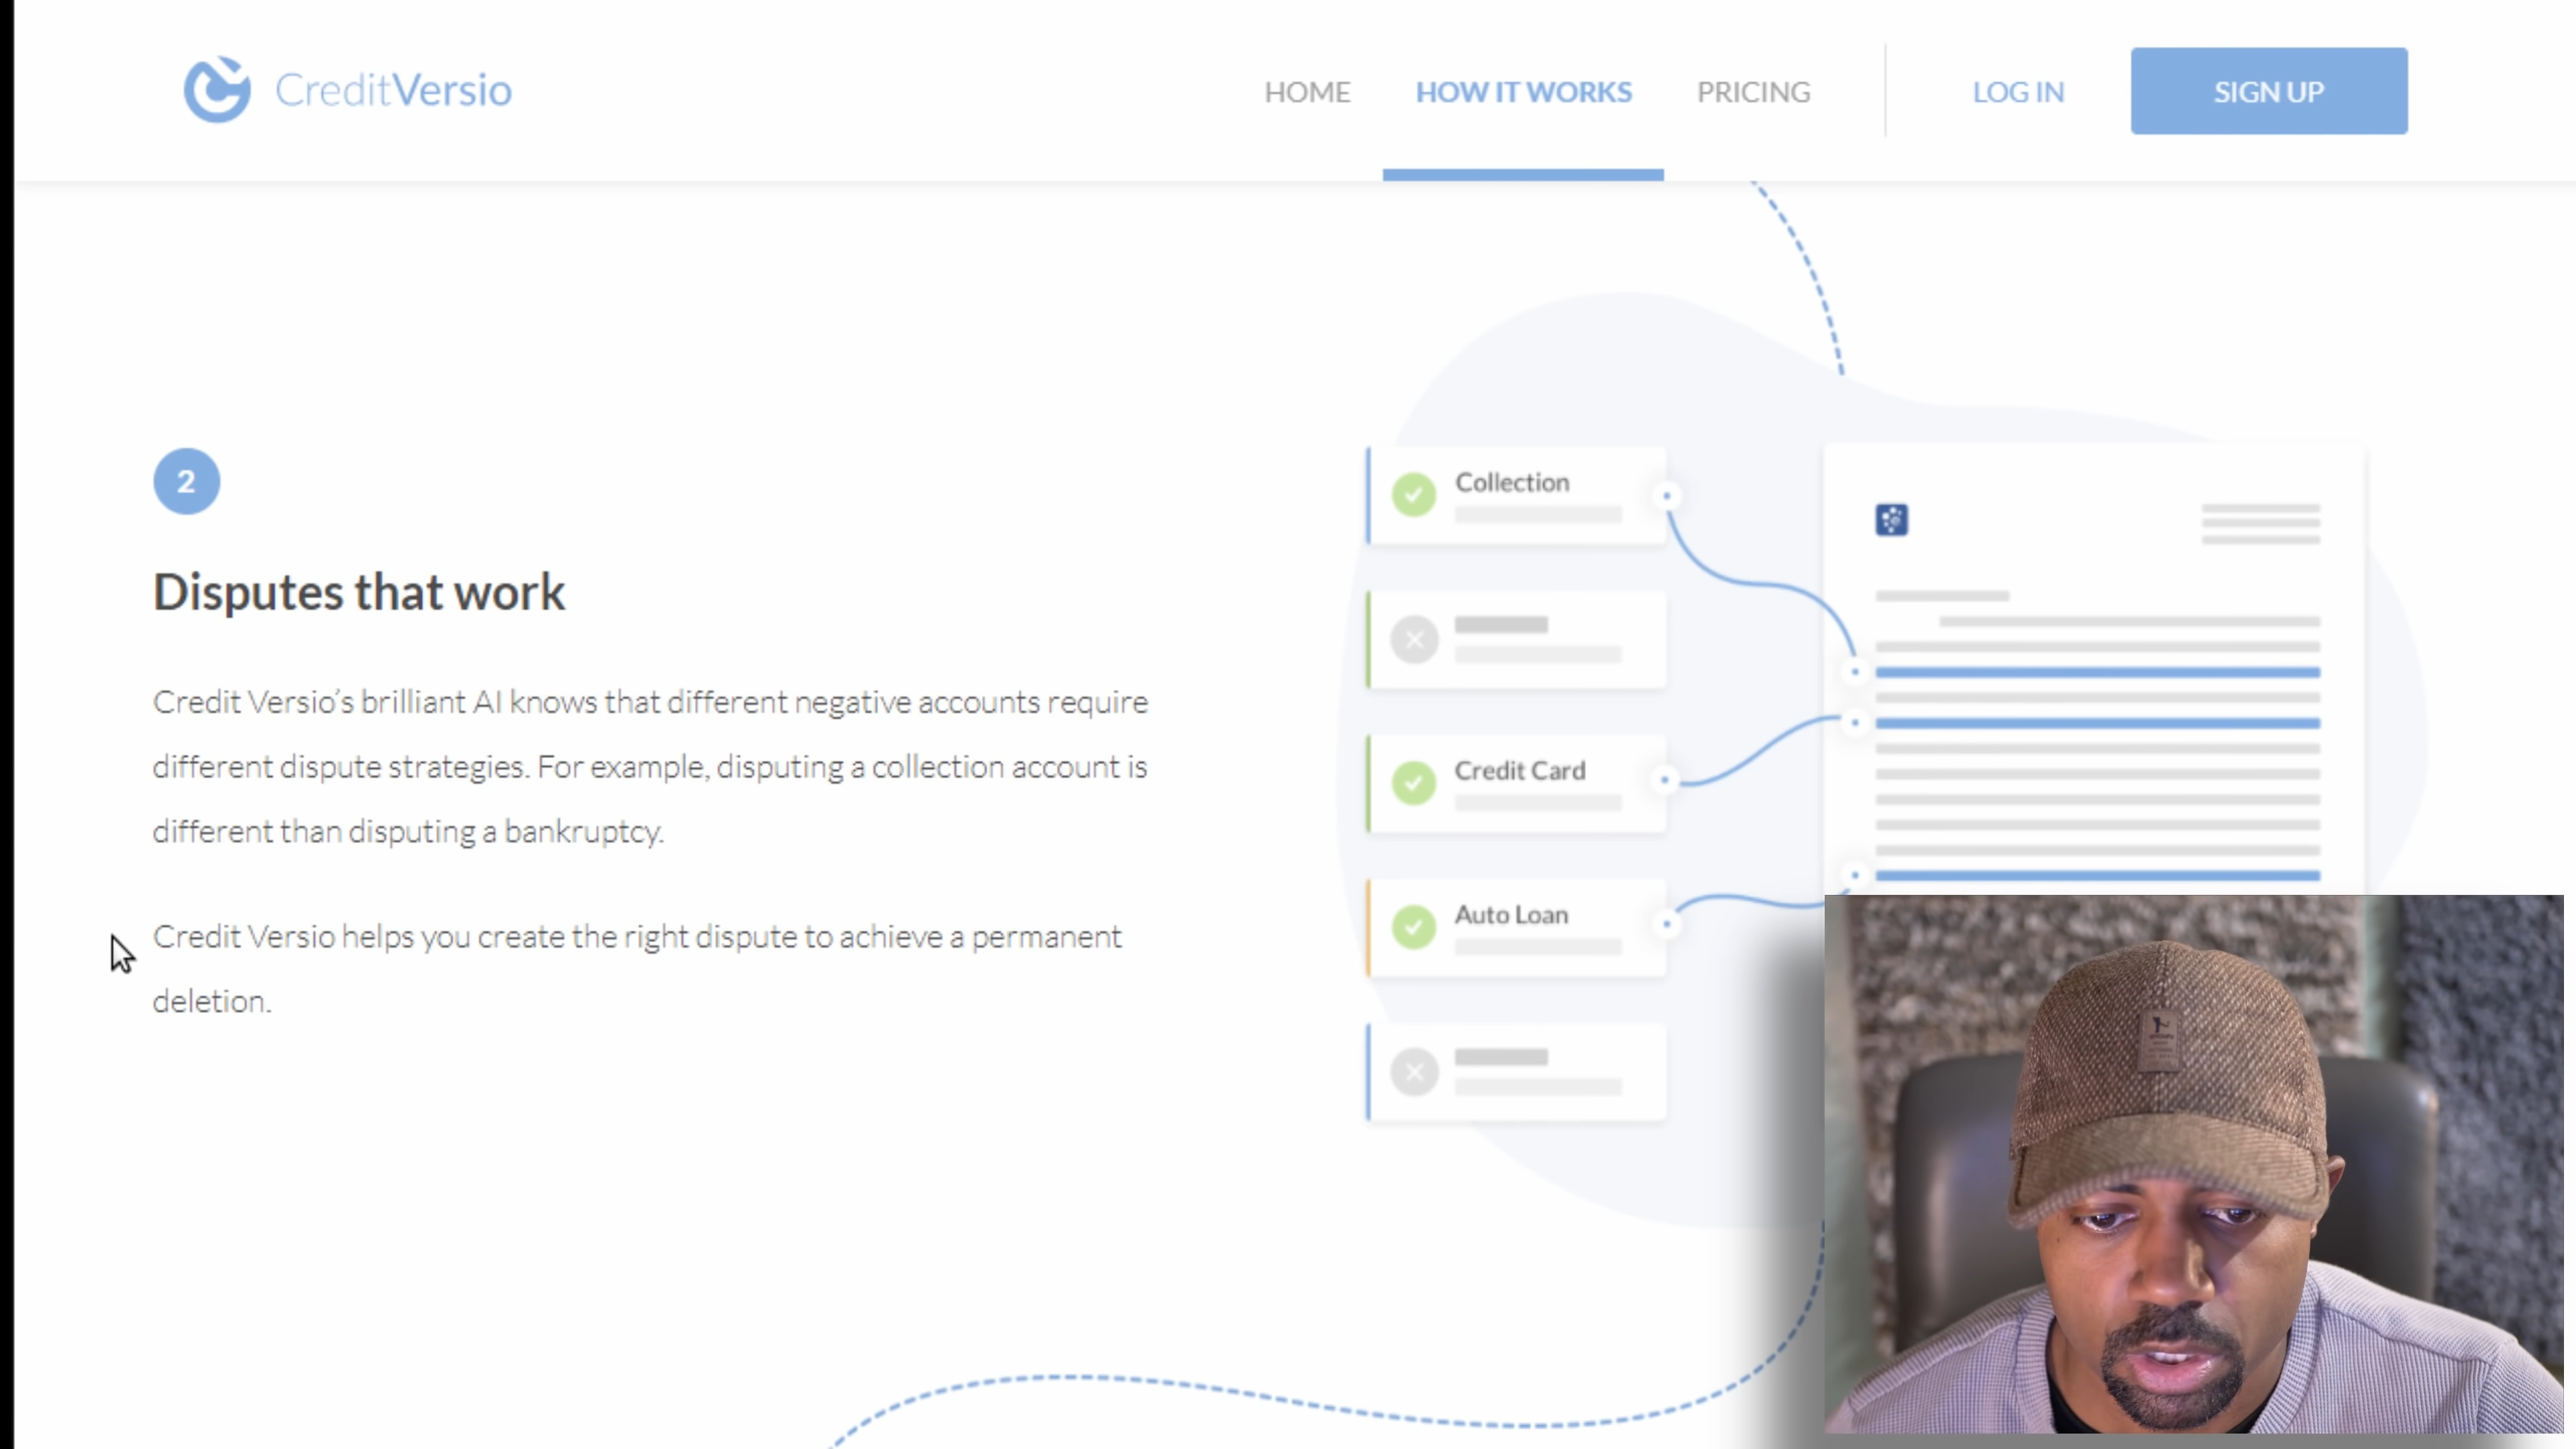 CreditVersio
HOME HOW IT WORKS PRICING LOG IN SIGN UP
2
Disputes that work
Credit Versio’s brilliant AI knows that different negative accounts require
different dispute strategies. For example, disputing a collection account is
different than disputing a bankruptcy.
Credit Versio helps you create the right dispute to achieve a permanent
deletion.
Collection
Credit Card
Auto Loan